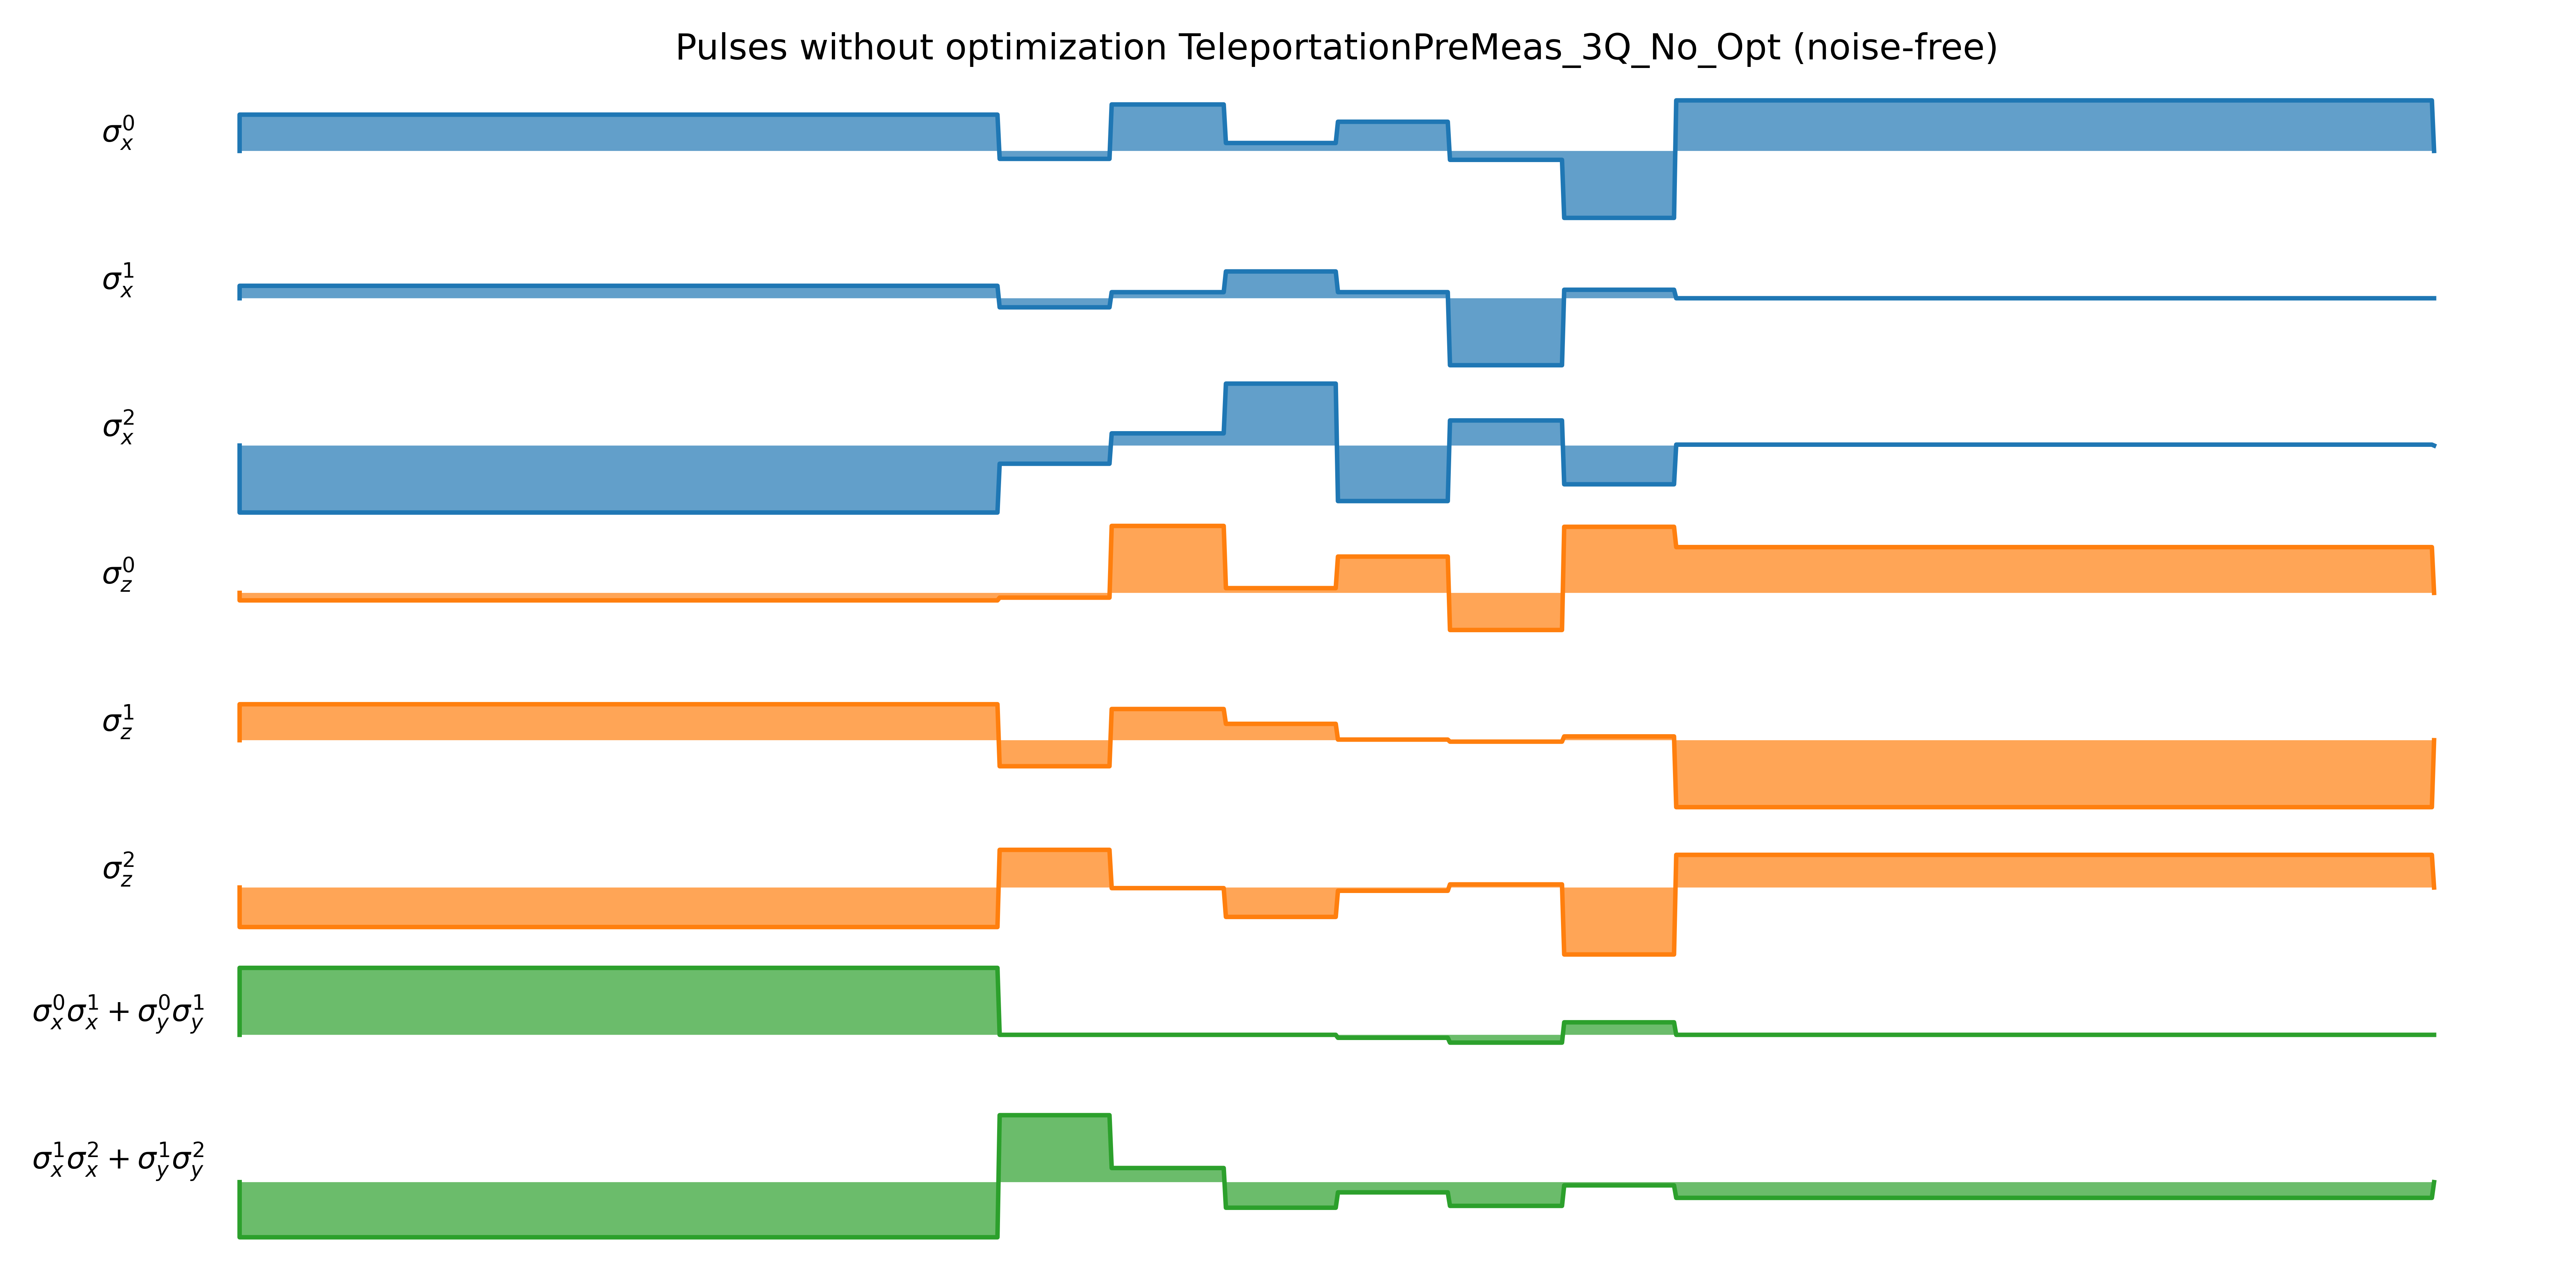 Pulses without optimization TeleportationPreMeas_3Q_No_Opt (noise-free)
σ_x^0
σ_x^1
σ_x^2
σ_z^0
σ_z^1
σ_z^2
σ_x^0σ_x^1 + σ_y^0σ_y^1
σ_x^1σ_x^2 + σ_y^1σ_y^2